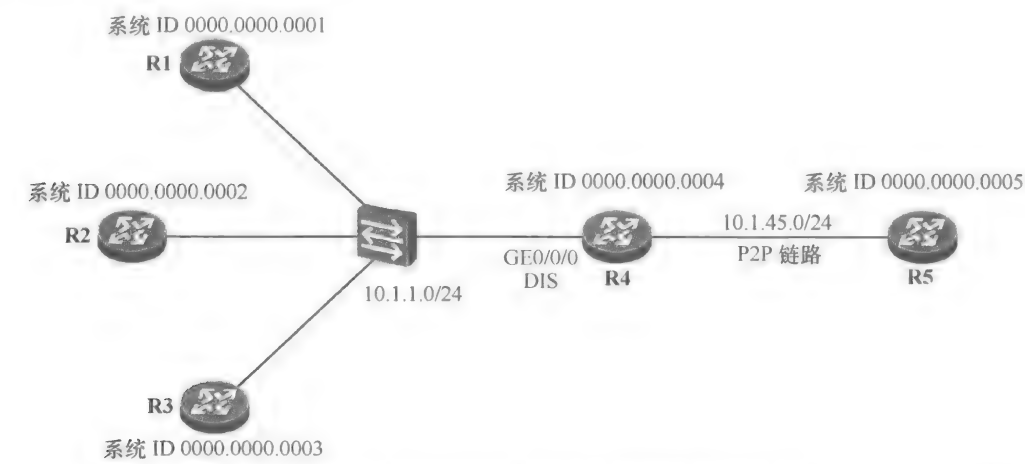 系统 ID 0000.0000.0001
R1
系统 ID 0000.0000.0002
R2
系统 ID 0000.0000.0004
系统 ID 0000.0000.0005
10.1.45.0/24
P2P 链路
GE0/0/0
DIS
R4
R5
10.1.1.0/24
R3
系统 ID 0000.0000.0003